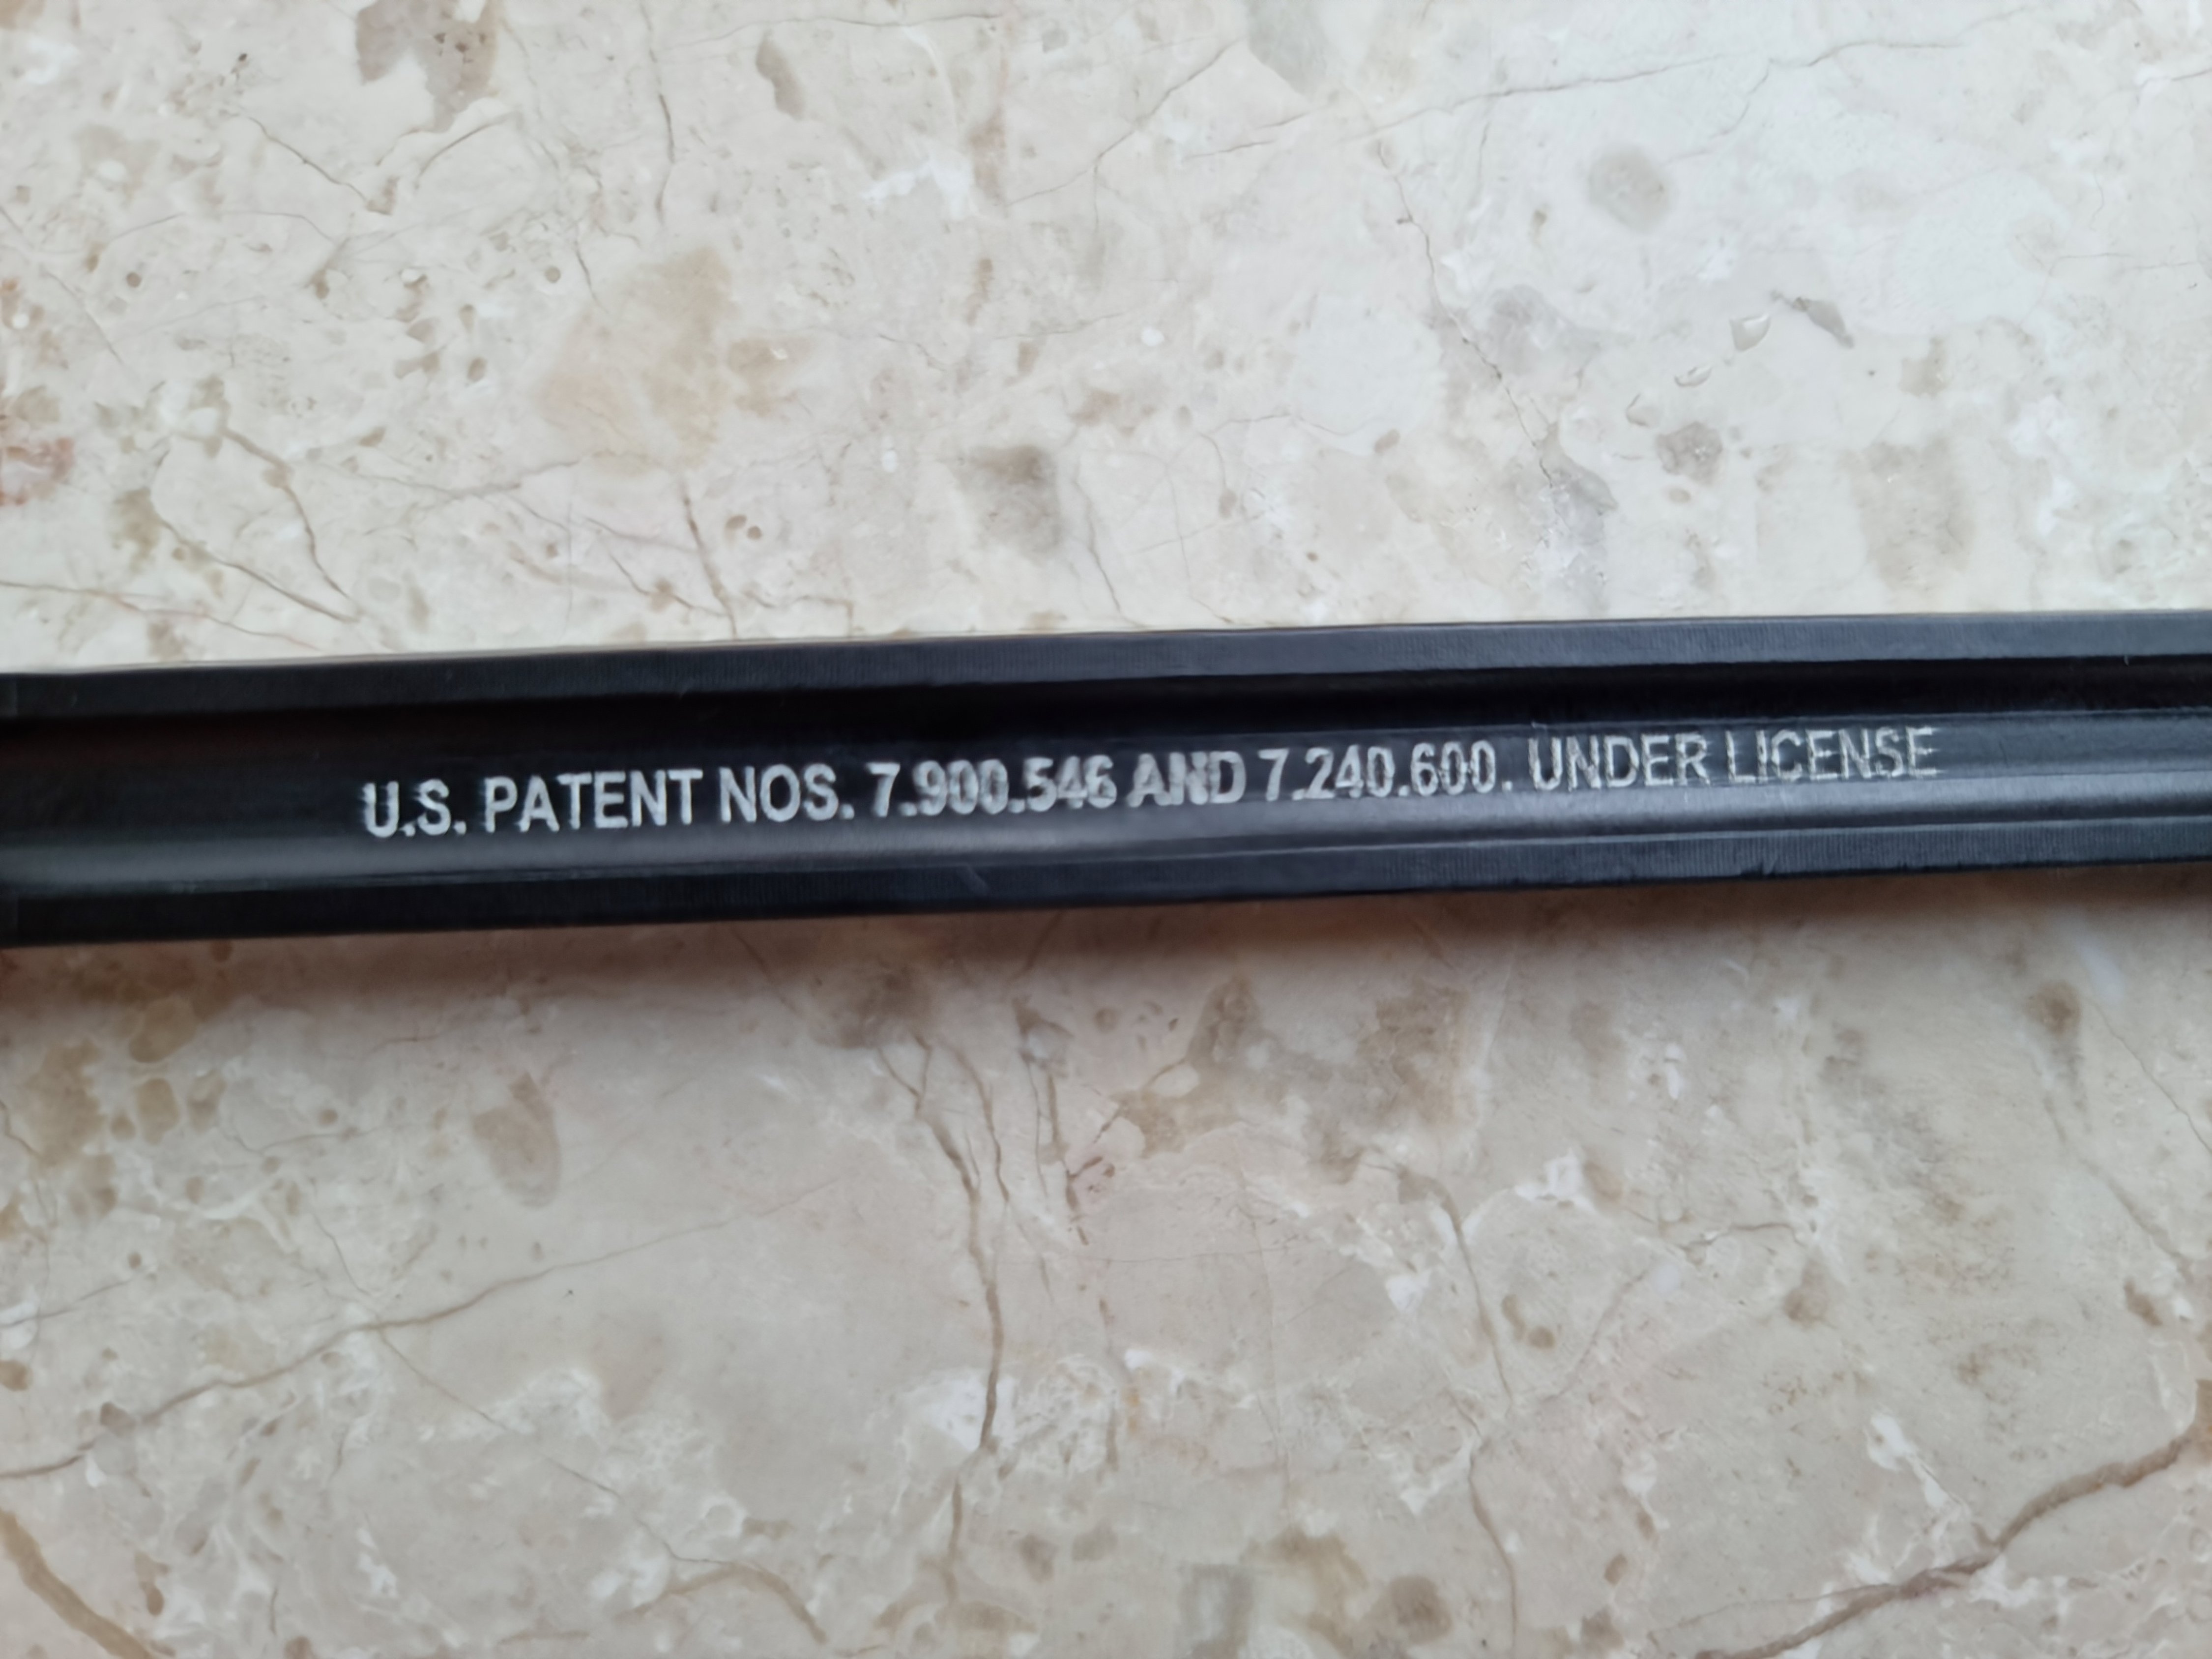 U.S. PATENT NOS. 7.900.546 AND 7.240.600. UNDER LICENSE